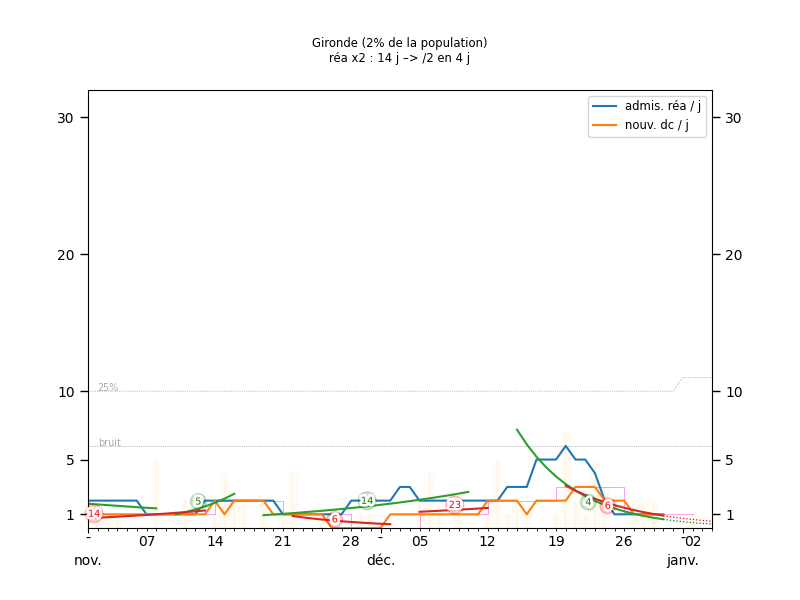 Gironde (2% de la population)
réa x2 : 14 j –> /2 en 4 j
admis. réa / j
nouv. dc / j
30 30
20 20
10 25% 10
bruit
5 5
1 14 5 6 14 23 4 6 1
- 07 14 21 28 - 05 12 19 26 - 02
nov. déc. janv.